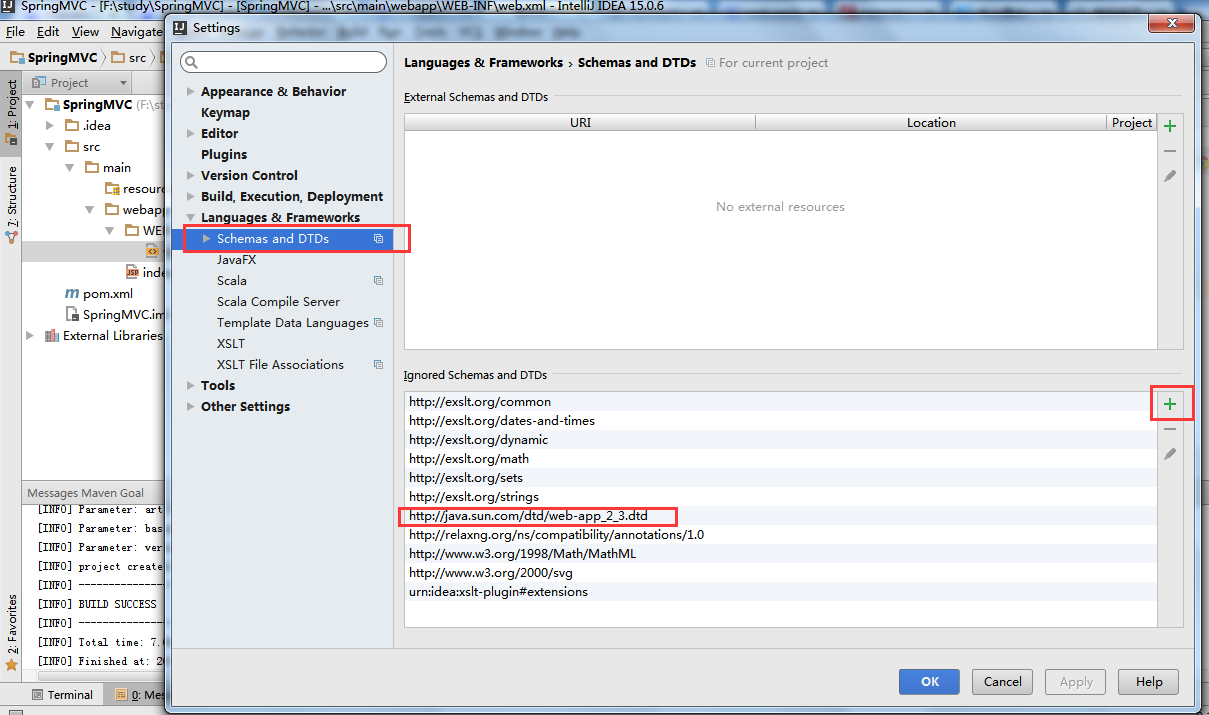 SpringMVC - [F:\study\SpringMVC] - [SpringMVC] - ...\src\main\webapp\WEB-INF\web.xml - IntelliJ IDEA 15.0.6
File Edit View Navigate
Settings
SpringMVC src
Languages & Frameworks › Schemas and DTDs For current project
Project
1: Project
Appearance & Behavior
Keymap
Editor
Plugins
Version Control
Build, Execution, Deployment
Languages & Frameworks
Schemas and DTDs
JavaFX
Scala
Scala Compile Server
Template Data Languages
XSLT
XSLT File Associations
Tools
Other Settings
SpringMVC (F:\st
.idea
src
main
resour
webap
WE
inde
pom.xml
SpringMVC.im
External Libraries
7: Structure
External Schemas and DTDs
URI Location Project
No external resources
Ignored Schemas and DTDs
http://exslt.org/common
http://exslt.org/dates-and-times
http://exslt.org/dynamic
http://exslt.org/math
http://exslt.org/sets
http://exslt.org/strings
http://java.sun.com/dtd/web-app_2_3.dtd
http://relaxng.org/ns/compatibility/annotations/1.0
http://www.w3.org/1998/Math/MathML
http://www.w3.org/2000/svg
urn:idea:xslt-plugin#extensions
Messages Maven Goal
[INFO] Parameter: art
[INFO] Parameter: bas
[INFO] Parameter: ver
[INFO] project create
[INFO] --------------
[INFO] BUILD SUCCESS
[INFO] --------------
[INFO] Total time: 7.
[INFO] Finished at: 20
2: Favorites
Terminal 0: Mes
OK Cancel Apply Help